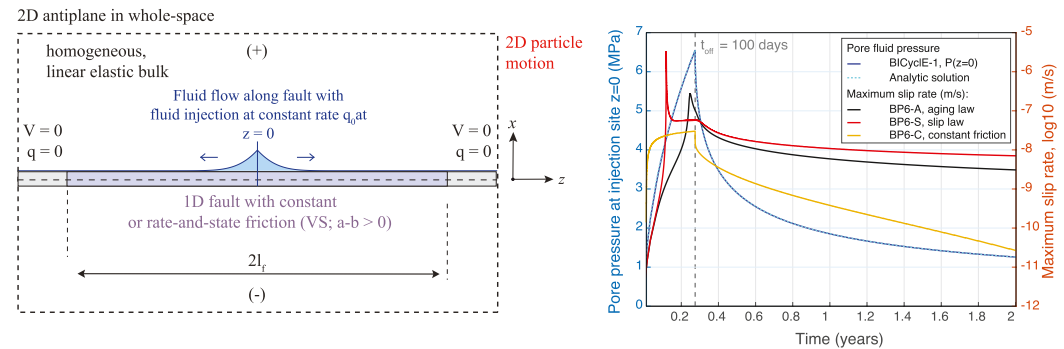 2D antiplane in whole-space
homogeneous,
linear elastic bulk
(+)
2D particle
motion
Fluid flow along fault with
fluid injection at constant rate q₀at
z = 0
V = 0
q = 0
V = 0
q = 0
x
z
1D fault with constant
or rate-and-state friction (VS; a-b > 0)
2l_f
(-)
Pore pressure at injection site z=0 (MPa)
7
6
5
4
3
2
1
0
t_off = 100 days
Pore fluid pressure
BICyclE-1, P(z=0)
Analytic solution
Maximum slip rate (m/s):
BP6-A, aging law
BP6-S, slip law
BP6-C, constant friction
-5
-6
-7
-8
-9
-10
-11
-12
Maximum slip rate, log10 (m/s)
0.2 0.4 0.6 0.8 1 1.2 1.4 1.6 1.8 2
Time (years)